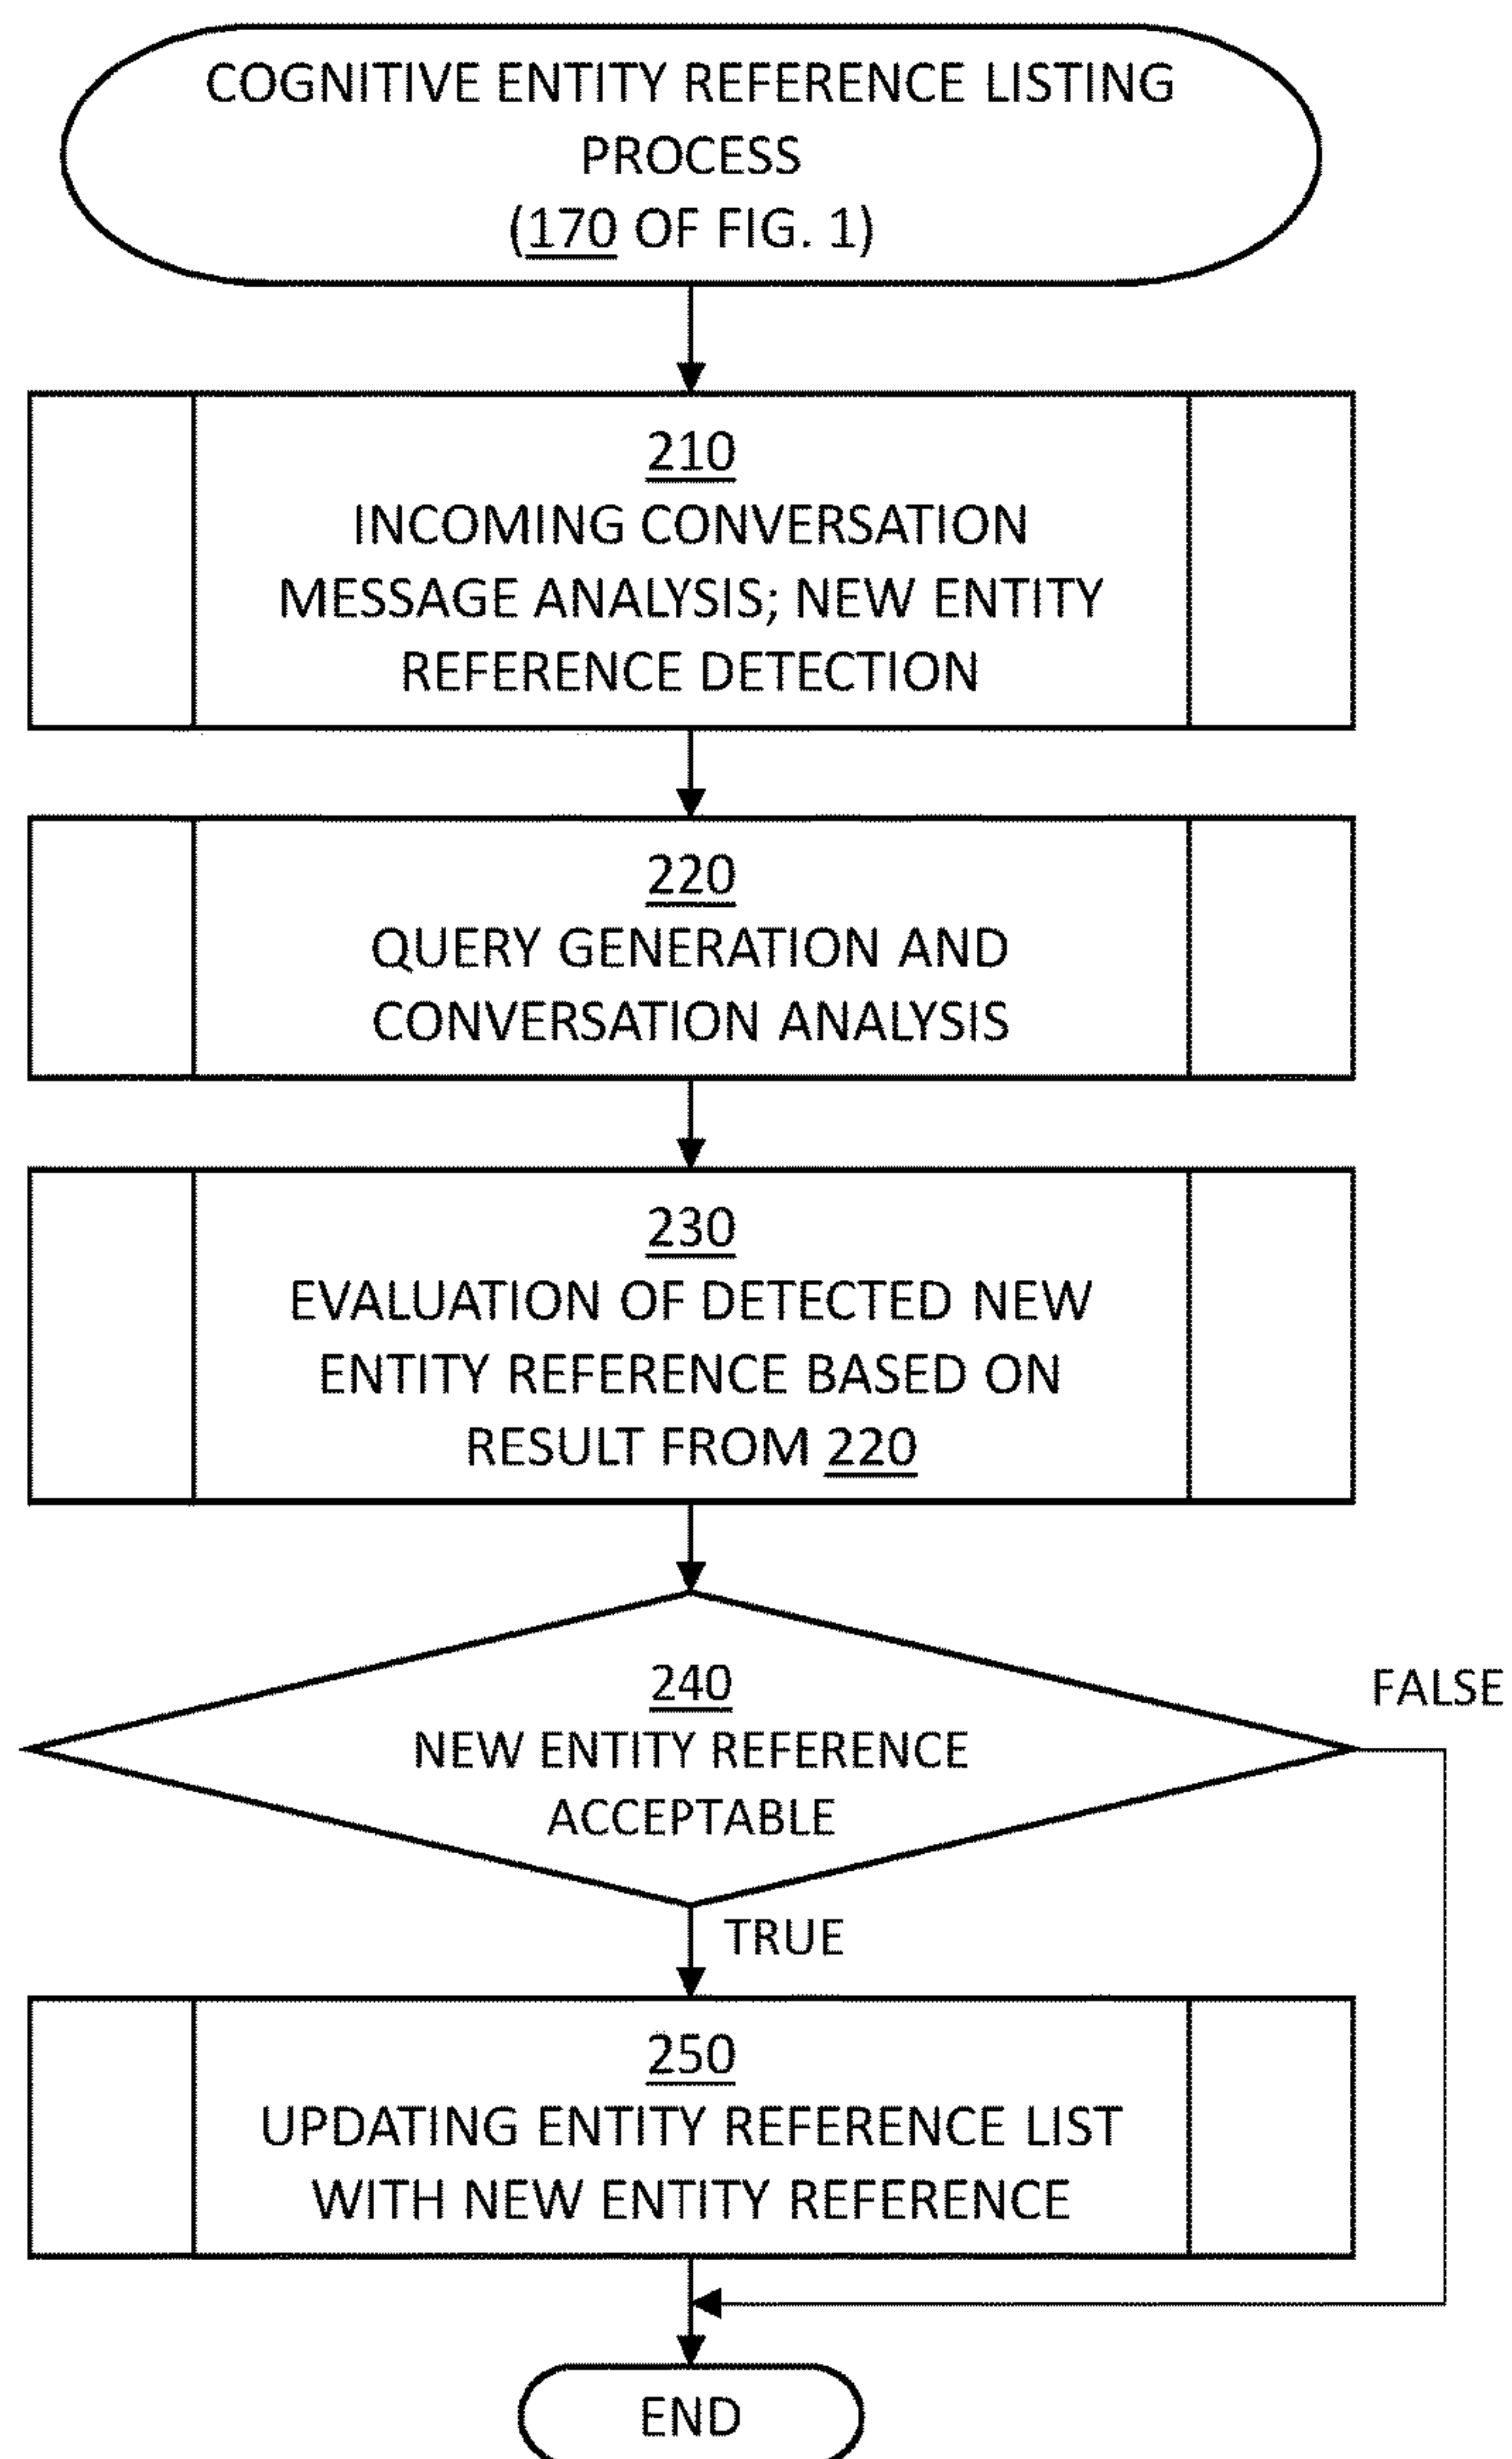 COGNITIVE ENTITY REFERENCE LISTING
PROCESS
(170 OF FIG. 1)
210
INCOMING CONVERSATION
MESSAGE ANALYSIS; NEW ENTITY
REFERENCE DETECTION
220
QUERY GENERATION AND
CONVERSATION ANALYSIS
230
EVALUATION OF DETECTED NEW
ENTITY REFERENCE BASED ON
RESULT FROM 220
240
NEW ENTITY REFERENCE
ACCEPTABLE
FALSE
TRUE
250
UPDATING ENTITY REFERENCE LIST
WITH NEW ENTITY REFERENCE
END